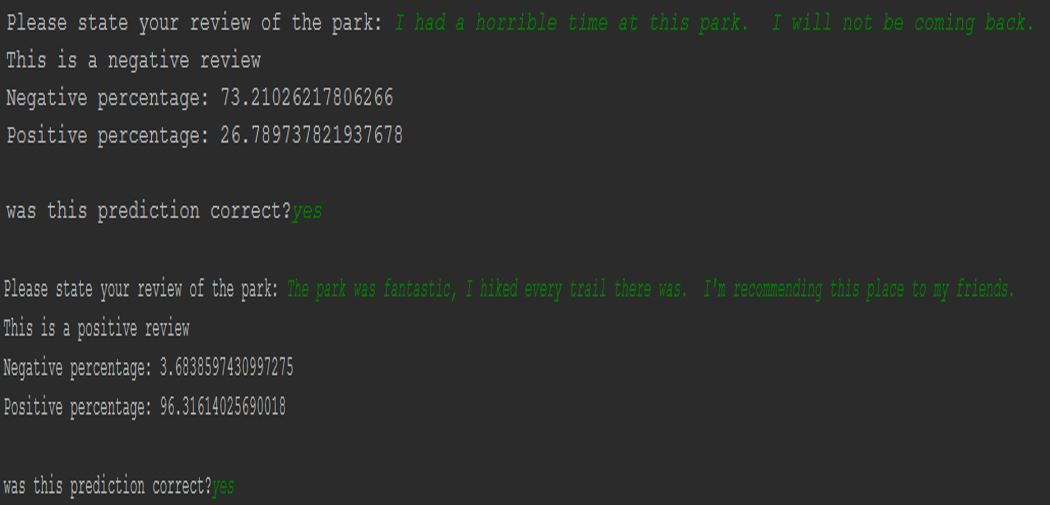 Please state your review of the park: I had a horrible time at this park.  I will not be coming back.
This is a negative review
Negative percentage: 73.21026217806266
Positive percentage: 26.789737821937678
was this prediction correct?yes
Please state your review of the park: The park was fantastic, I hiked every trail there was.  I'm recommending this place to my friends.
This is a positive review
Negative percentage: 3.6838597430997275
Positive percentage: 96.31614025690018
was this prediction correct?yes